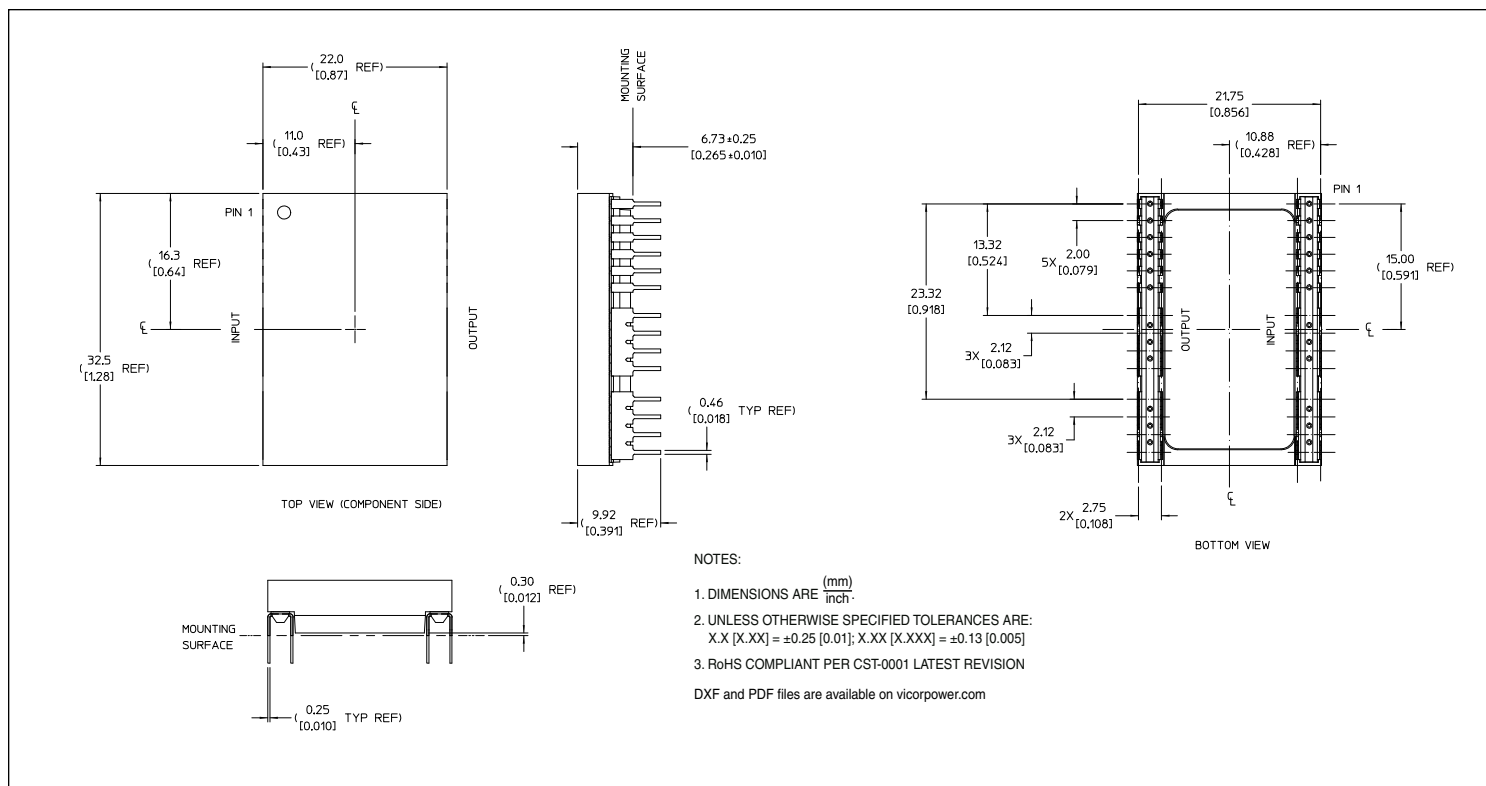 22.0
( [0.87] REF)
℄
11.0
( [0.43] REF)
PIN 1
16.3
( [0.64] REF)
℄
INPUT
OUTPUT
32.5
( [1.28] REF)
TOP VIEW (COMPONENT SIDE)
MOUNTING
SURFACE
6.73 ±0.25
[0.265 ±0.010]
0.46
( [0.018] TYP REF)
9.92
( [0.391] REF)
21.75
[0.856]
10.88
( [0.428] REF)
PIN 1
13.32
[0.524]
5X 2.00
[0.079]
15.00
( [0.591] REF)
23.32
[0.918]
OUTPUT
INPUT
℄
3X 2.12
[0.083]
3X 2.12
[0.083]
2X 2.75
[0.108]
℄
BOTTOM VIEW
0.30
( [0.012] REF)
MOUNTING
SURFACE
0.25
( [0.010] TYP REF)
NOTES:
1. DIMENSIONS ARE (mm)
inch.
2. UNLESS OTHERWISE SPECIFIED TOLERANCES ARE:
X.X [X.XX] = ±0.25 [0.01]; X.XX [X.XXX] = ±0.13 [0.005]
3. RoHS COMPLIANT PER CST-0001 LATEST REVISION
DXF and PDF files are available on vicorpower.com